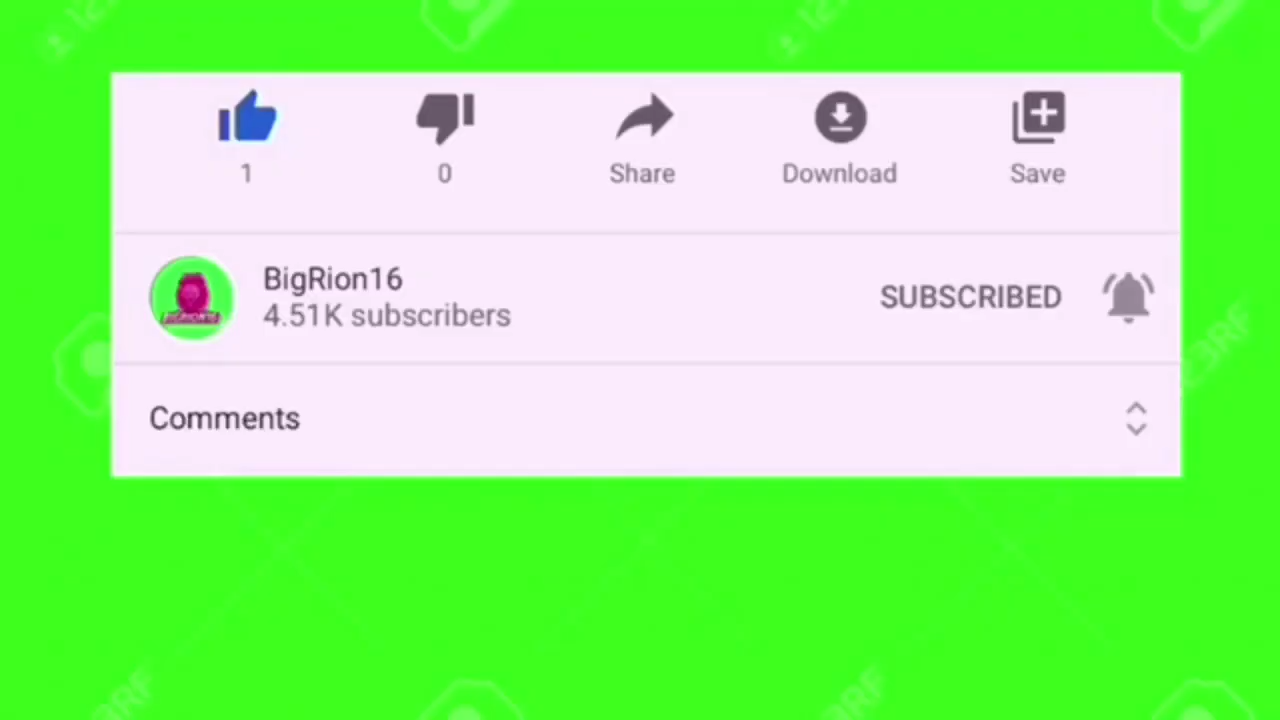 1
0
Share
Download
Save
BigRion16
4.51K subscribers
SUBSCRIBED
Comments